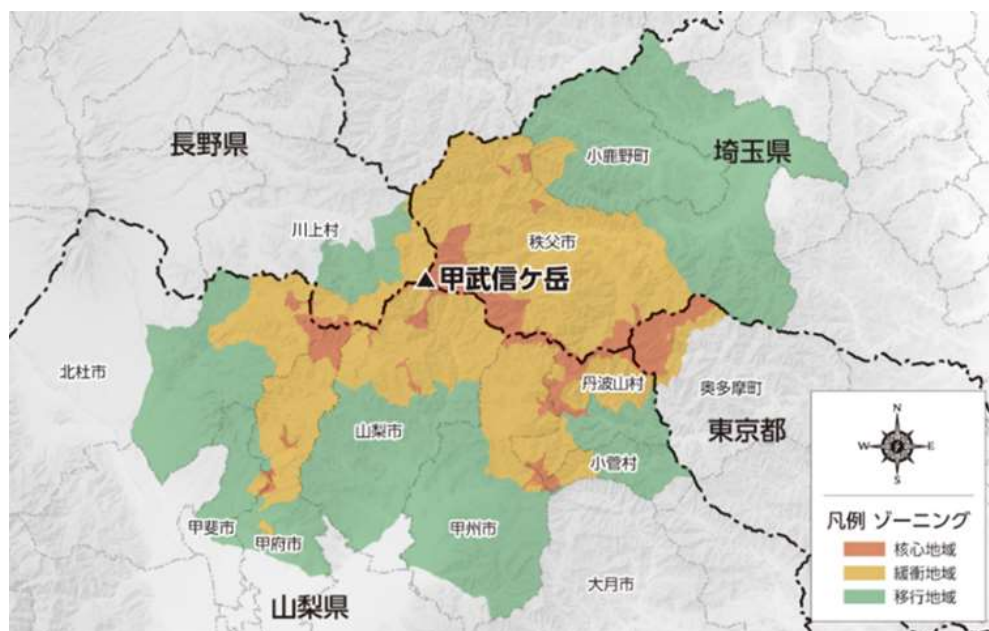 長野県
埼玉県
小鹿野町
川上村
秩父市
▲甲武信ケ岳
北杜市
丹波山村
奥多摩町
山梨市
東京都
小菅村
甲斐市
甲府市
甲州市
大月市
山梨県
N
W
E
S
凡例 ゾーニング
核心地域
緩衝地域
移行地域